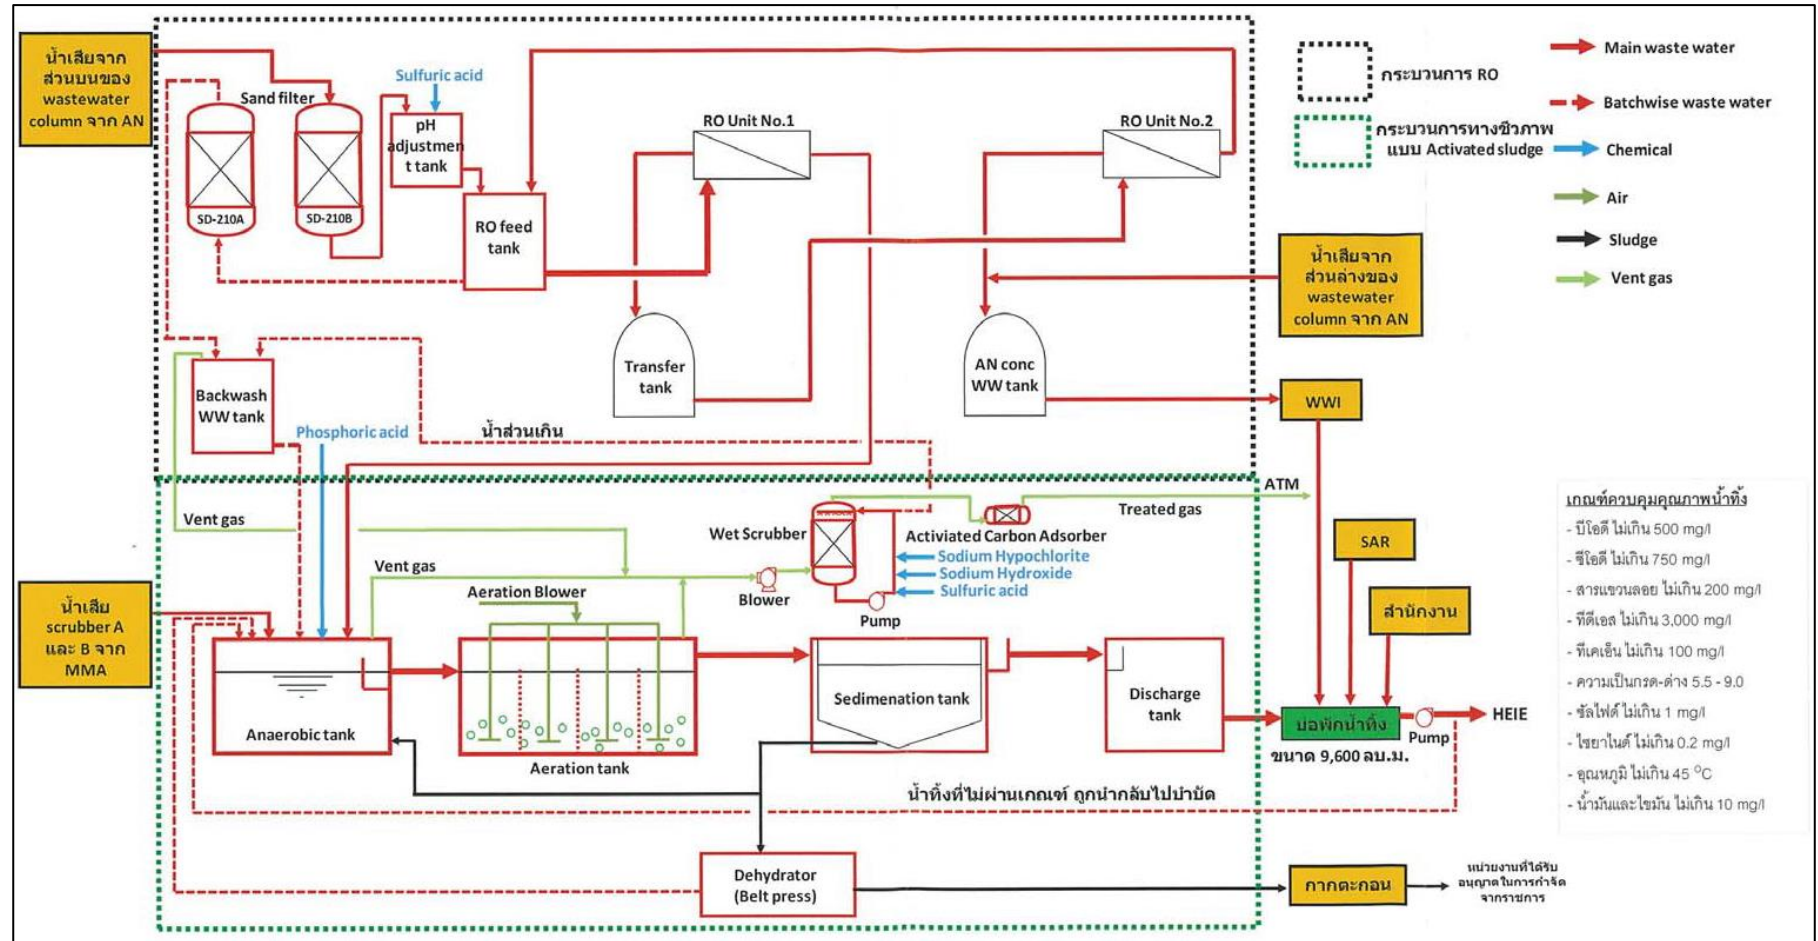 น้ำเสียจาก
ส่วนบนของ
wastewater
column จาก AN
Sand filter
SD-210A
SD-210B
Sulfuric acid
pH
adjustmen
t tank
RO feed
tank
RO Unit No.1
RO Unit No.2
Transfer
tank
AN conc
WW tank
น้ำเสียจาก
ส่วนล่างของ
wastewater
column จาก AN
กระบวนการ RO
กระบวนการทางชีวภาพ
แบบ Activated sludge
Main waste water
Batchwise waste water
Chemical
Air
Sludge
Vent gas
Backwash
WW tank
Phosphoric acid
น้ำส่วนเกิน
WWI
Vent gas
Vent gas
Wet Scrubber
Activiated Carbon Adsorber
Treated gas
ATM
Sodium Hypochlorite
Sodium Hydroxide
Sulfuric acid
Blower
Pump
SAR
สำนักงาน
น้ำเสีย
scrubber A
และ B จาก
MMA
Aeration Blower
Anaerobic tank
Aeration tank
Sedimenation tank
Discharge
tank
บ่อพักน้ำทิ้ง
ขนาด 9,600 ลบ.ม.
Pump
HEIE
น้ำทิ้งที่ไม่ผ่านเกณฑ์ ถูกนำกลับไปบำบัด
Dehydrator
(Belt press)
กากตะกอน
หน่วยงานที่ได้รับ
อนุญาตในการกำจัด
จากราชการ
เกณฑ์ควบคุมคุณภาพน้ำทิ้ง
- บีโอดี ไม่เกิน 500 mg/l
- ซีโอดี ไม่เกิน 750 mg/l
- สารแขวนลอย ไม่เกิน 200 mg/l
- ทีดีเอส ไม่เกิน 3,000 mg/l
- ทีเคเอ็น ไม่เกิน 100 mg/l
- ความเป็นกรด-ด่าง 5.5 - 9.0
- ซัลไฟด์ ไม่เกิน 1 mg/l
- ไซยาไนด์ ไม่เกิน 0.2 mg/l
- อุณหภูมิ ไม่เกิน 45 °C
- น้ำมันและไขมัน ไม่เกิน 10 mg/l